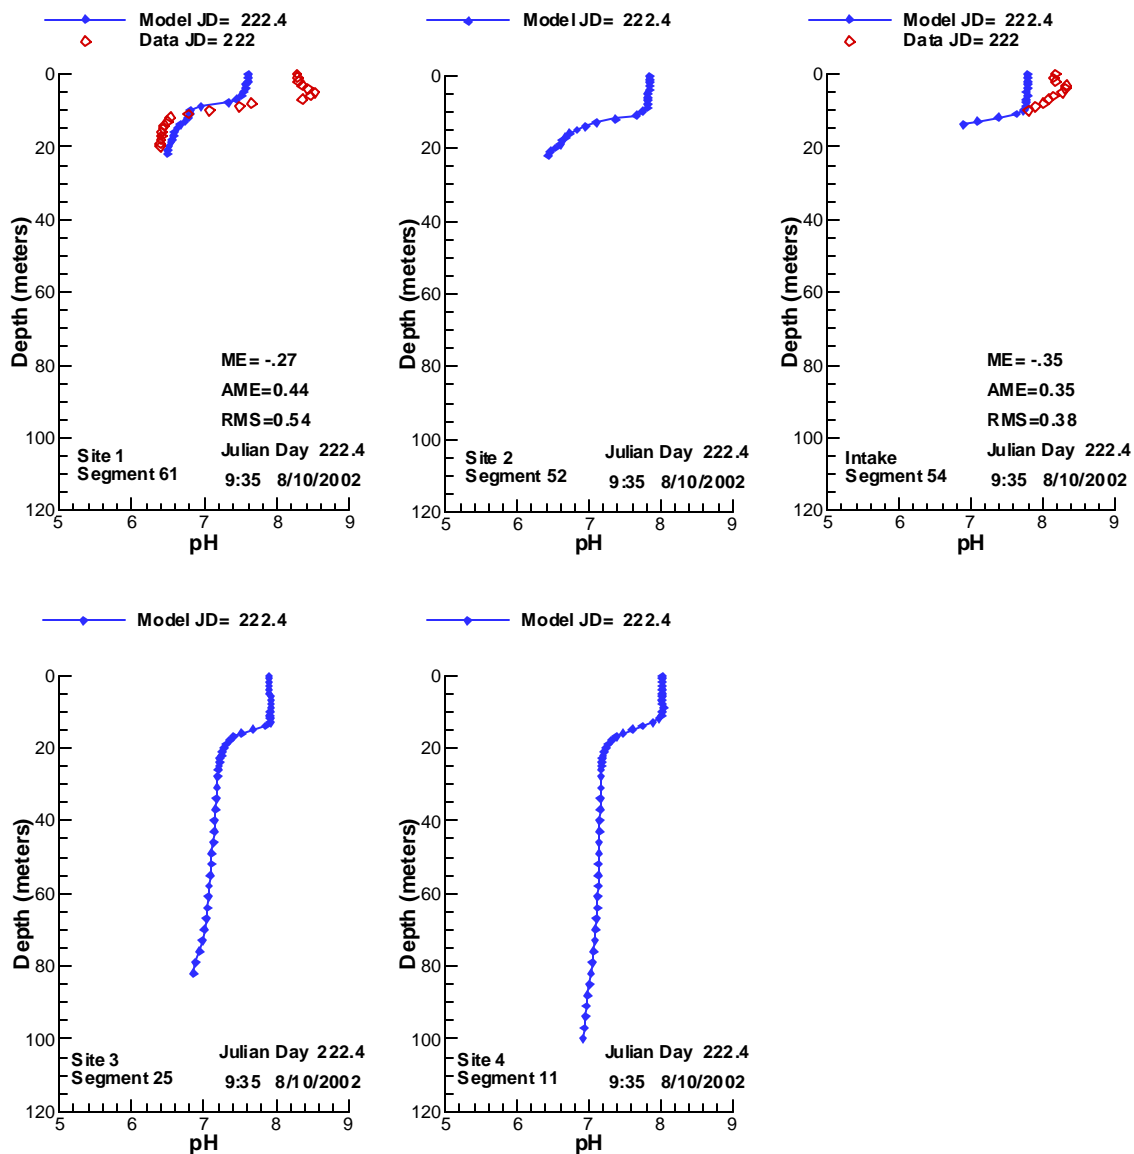 Model JD= 222.4
Data JD= 222
0
20
40
60
80
100
120
5
6
7
8
9
Depth (meters)
pH
ME= -.27
AME=0.44
RMS=0.54
Site 1
Segment 61
Julian Day 222.4
9:35 8/10/2002
Model JD= 222.4
0
20
40
60
80
100
120
5
6
7
8
9
Depth (meters)
pH
Site 2
Segment 52
Julian Day 222.4
9:35 8/10/2002
Model JD= 222.4
Data JD= 222
0
20
40
60
80
100
120
5
6
7
8
9
Depth (meters)
pH
ME= -.35
AME=0.35
RMS=0.38
Intake
Segment 54
Julian Day 222.4
9:35 8/10/2002
Model JD= 222.4
0
20
40
60
80
100
120
5
6
7
8
9
Depth (meters)
pH
Site 3
Segment 25
Julian Day 222.4
9:35 8/10/2002
Model JD= 222.4
0
20
40
60
80
100
120
5
6
7
8
9
Depth (meters)
pH
Site 4
Segment 11
Julian Day 222.4
9:35 8/10/2002